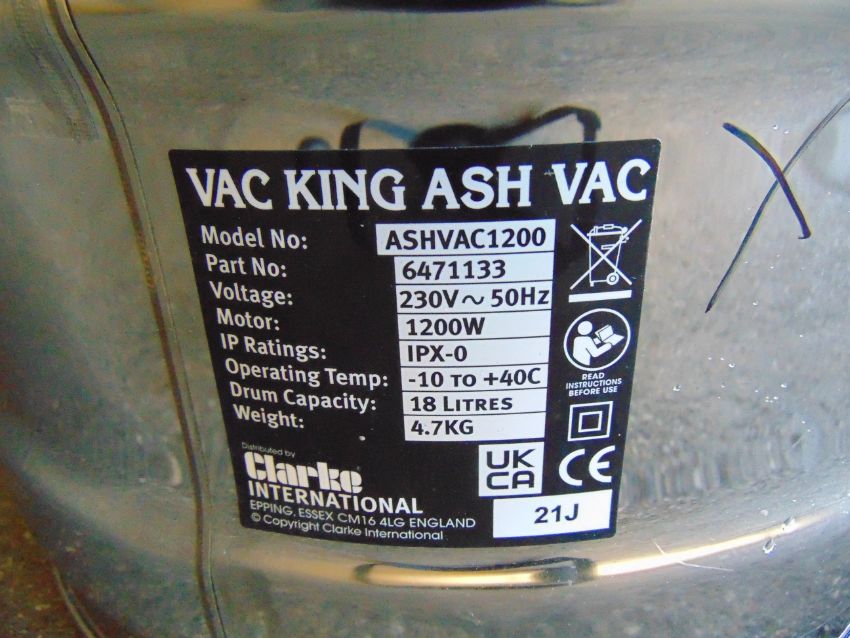 VAC KING ASH VAC
Model No: ASHVAC1200
Part No: 6471133
Voltage: 230V ~ 50Hz
Motor: 1200W
IP Ratings: IPX-0
Operating Temp: -10 TO +40C
Drum Capacity: 18 LITRES
Weight: 4.7KG
READ
INSTRUCTIONS
BEFORE USE
Distributed by
Clarke
INTERNATIONAL
EPPING, ESSEX CM16 4LG ENGLAND
© Copyright Clarke International
UK
CA
CE
21J